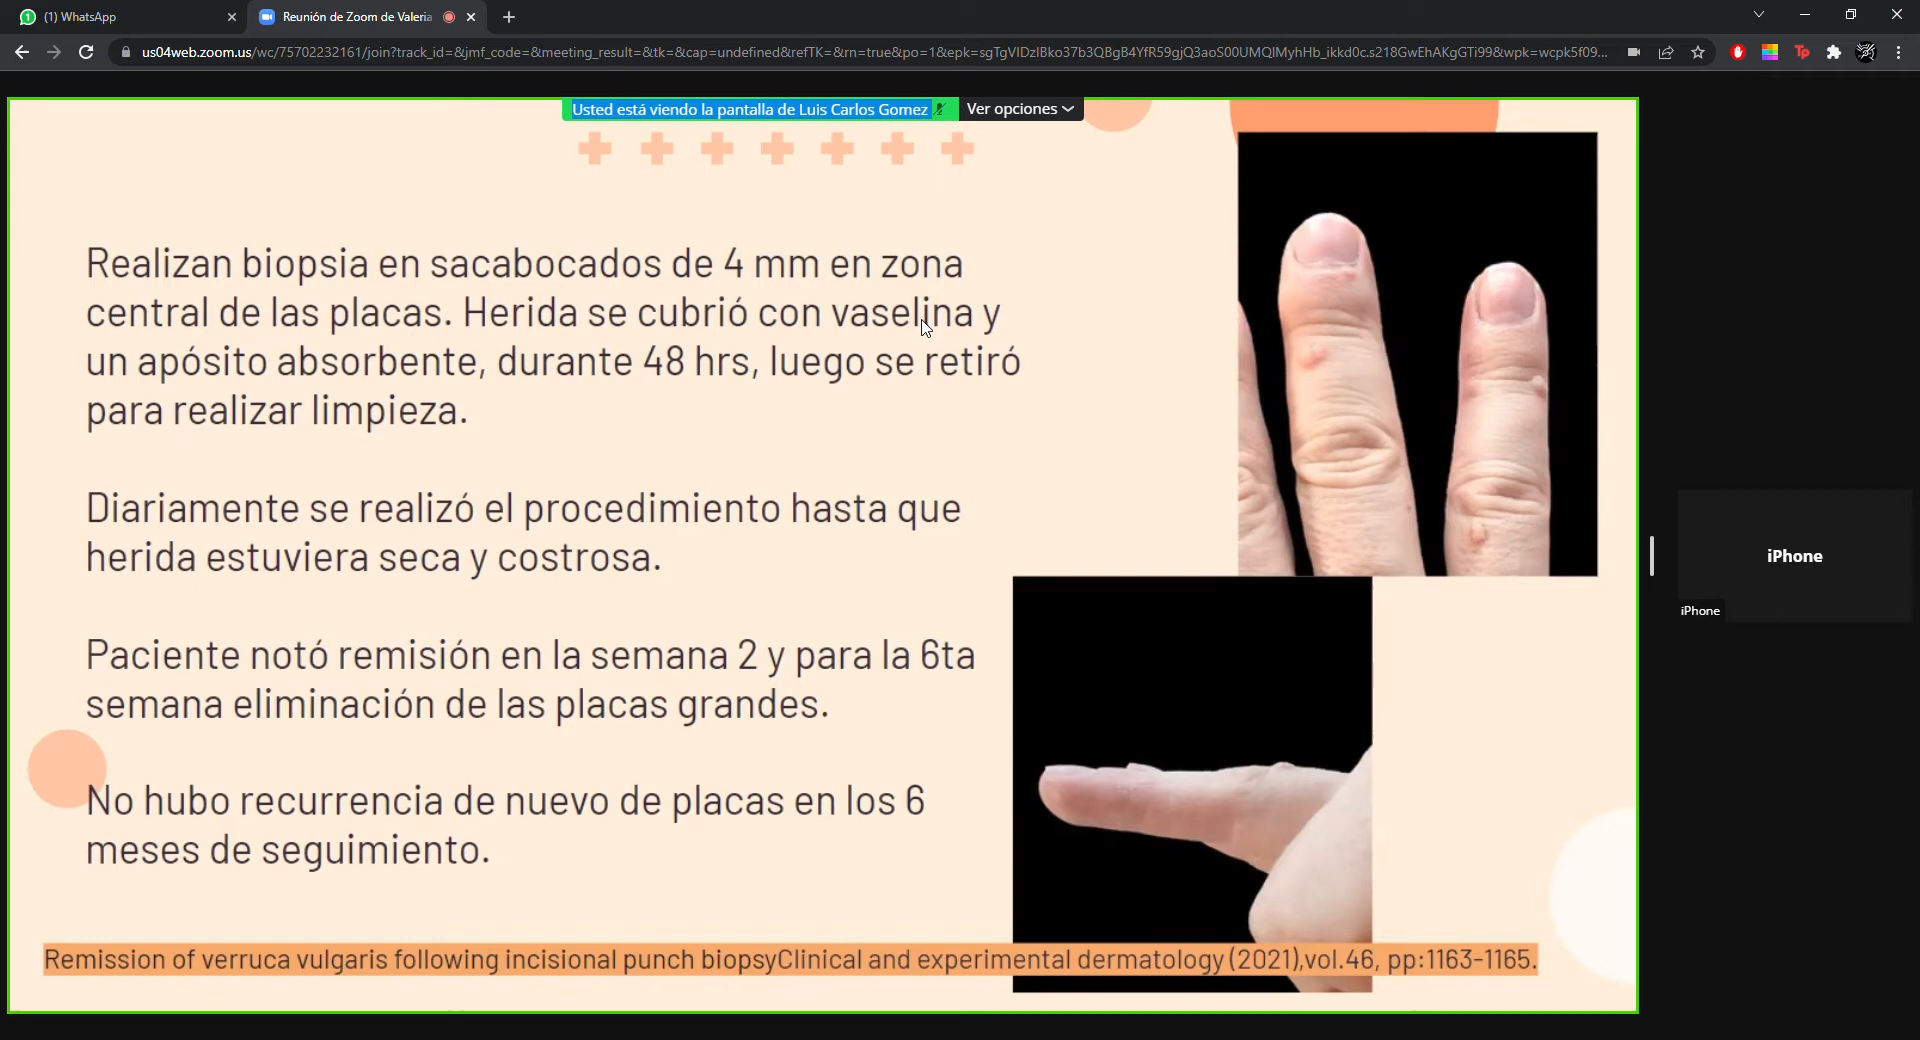 (1) WhatsApp
Reunión de Zoom de Valeria
us04web.zoom.us/wc/75702232161/join?track_id=&jmf_code=&meeting_result=&tk=&cap=undefined&refTK=&rn=true&po=1&epk=sgTgVIDzIBko37b3QBgB4YfR59gjQ3aoS00UMQIMyhHb_ikkd0c.s218GwEhAKgGTi99&wpk=wcpk5f09...
Usted está viendo la pantalla de Luis Carlos Gomez
Ver opciones
Realizan biopsia en sacabocados de 4 mm en zona
central de las placas. Herida se cubrió con vaselina y
un apósito absorbente, durante 48 hrs, luego se retiró
para realizar limpieza.
Diariamente se realizó el procedimiento hasta que
herida estuviera seca y costrosa.
Paciente notó remisión en la semana 2 y para la 6ta
semana eliminación de las placas grandes.
No hubo recurrencia de nuevo de placas en los 6
meses de seguimiento.
Remission of verruca vulgaris following incisional punch biopsyClinical and experimental dermatology (2021),vol.46, pp:1163-1165.
iPhone
iPhone